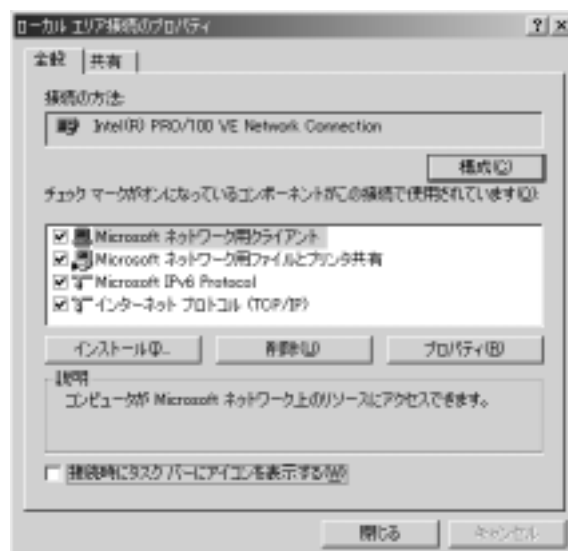 ローカル エリア接続のプロパティ
全般 共有
接続の方法:
Intel(R) PRO/100 VE Network Connection
構成(C)
チェック マークがオンになっているコンポーネントがこの接続で使用されています(O):
Microsoft ネットワーク用クライアント
Microsoft ネットワーク用ファイルとプリンタ共有
Microsoft IPv6 Protocol
インターネット プロトコル (TCP/IP)
インストール(I)... 削除(U) プロパティ(R)
説明
コンピュータが Microsoft ネットワーク上のリソースにアクセスできます。
接続時にタスク バーにアイコンを表示する(W)
閉じる キャンセル